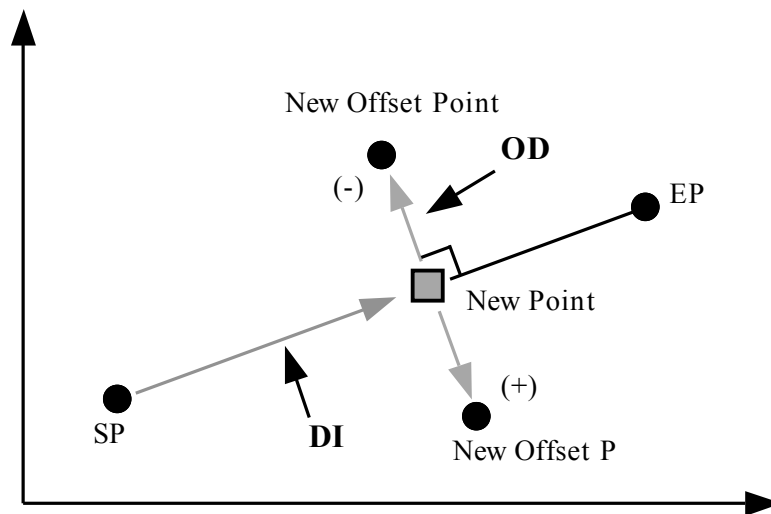 New Offset Point
OD
(-)
EP
New Point
(+)
SP
DI
New Offset P